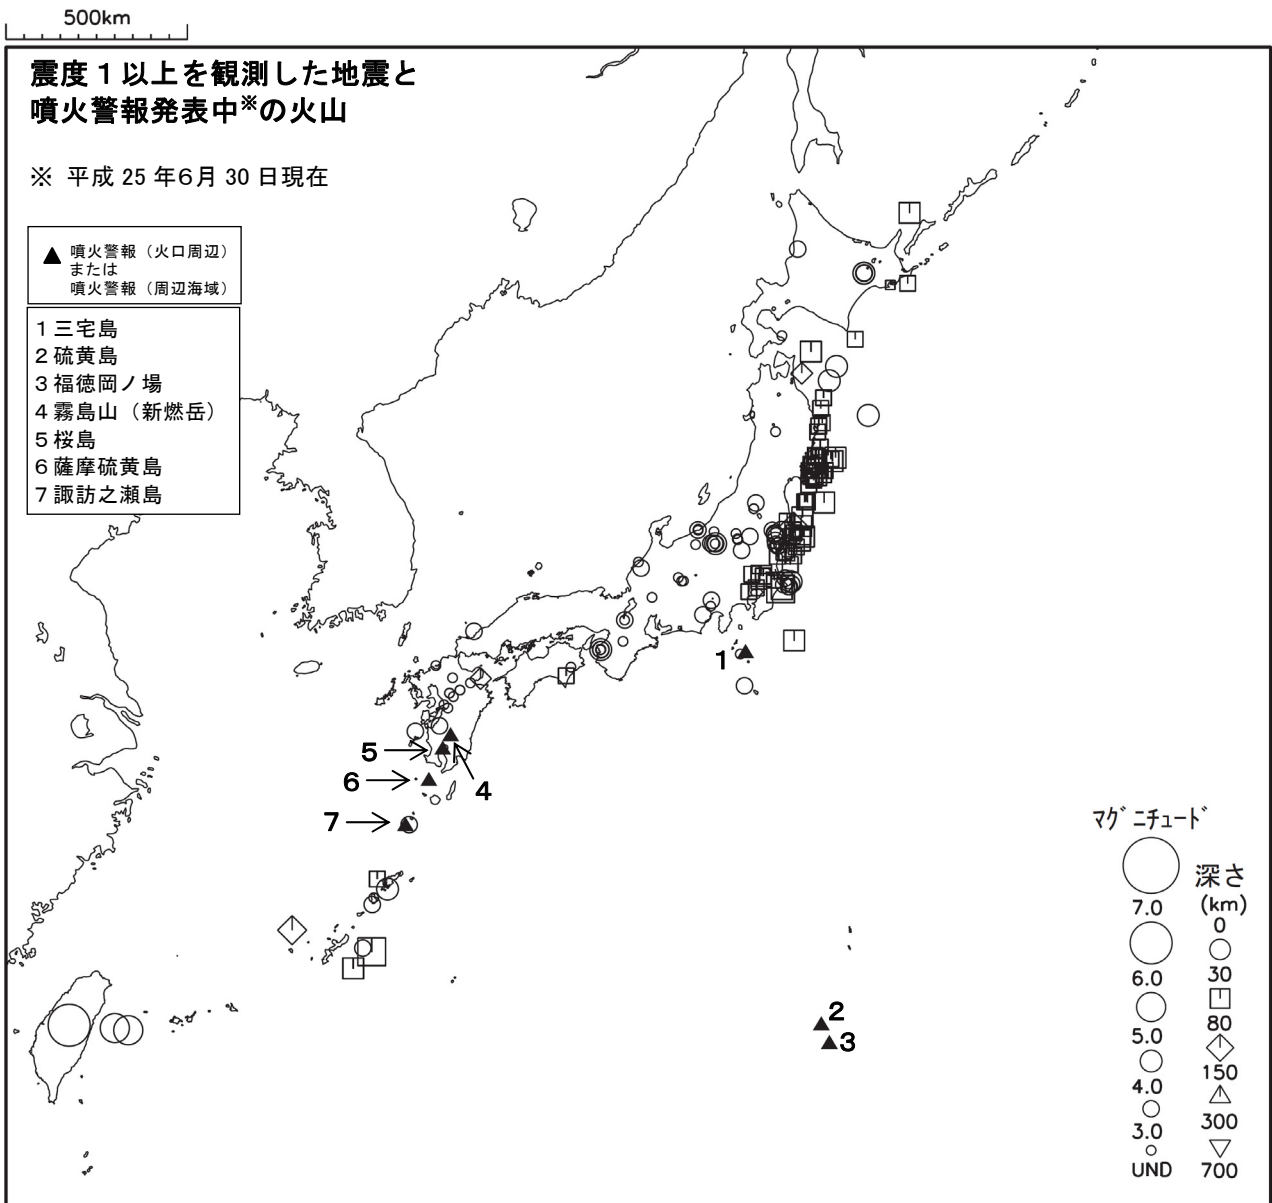 500km
震度１以上を観測した地震と
噴火警報発表中※の火山
※ 平成 25 年６月 30 日現在
▲ 噴火警報（火口周辺）
または
噴火警報（周辺海域）
１三宅島
２硫黄島
３福徳岡ノ場
４霧島山（新燃岳）
５桜島
６薩摩硫黄島
７諏訪之瀬島
1
5
4
6
7
2
3
ﾏｸﾞﾆﾁｭｰﾄﾞ
7.0
6.0
5.0
4.0
3.0
UND
深さ
(km)
0
30
80
150
300
700